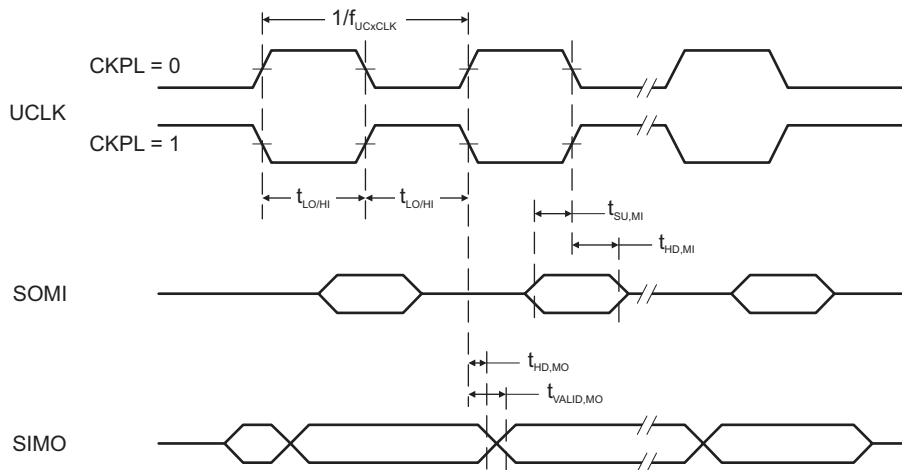 1/fUCxCLK
CKPL = 0
UCLK
CKPL = 1
tLO/HI tLO/HI
tSU,MI
tHD,MI
SOMI
tHD,MO
tVALID,MO
SIMO